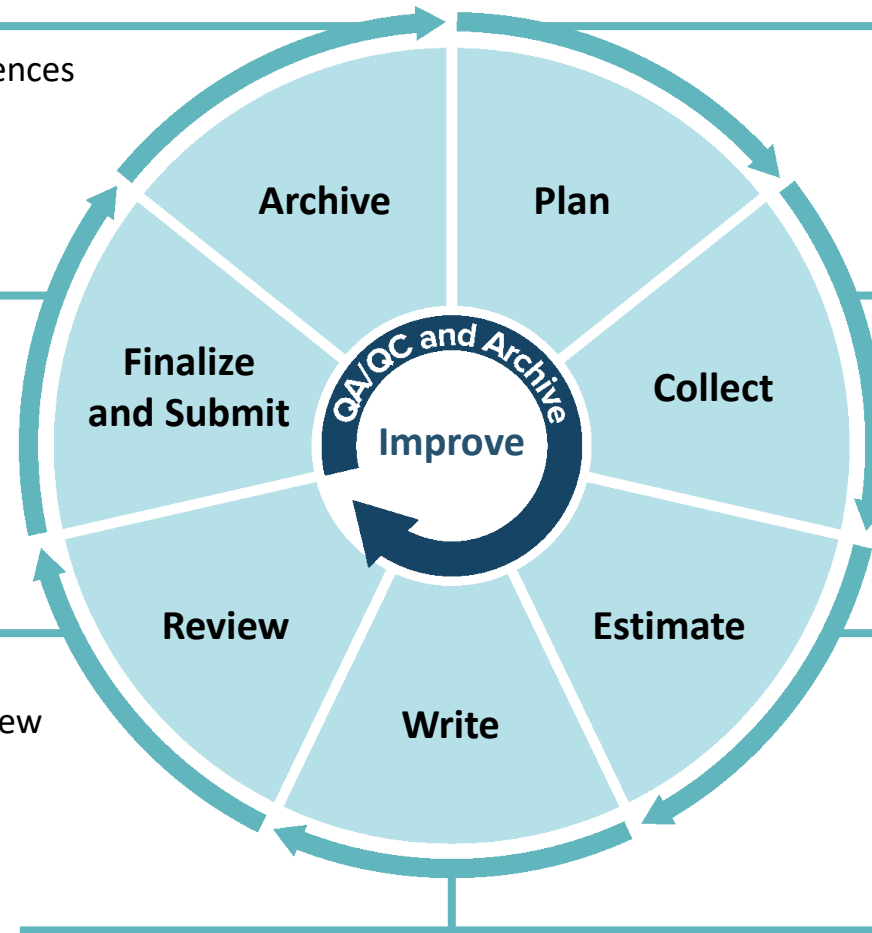 ences
Archive
Plan
Finalize
and Submit
QA/QC and Archive
Collect
Improve
Review
Estimate
ew
Write